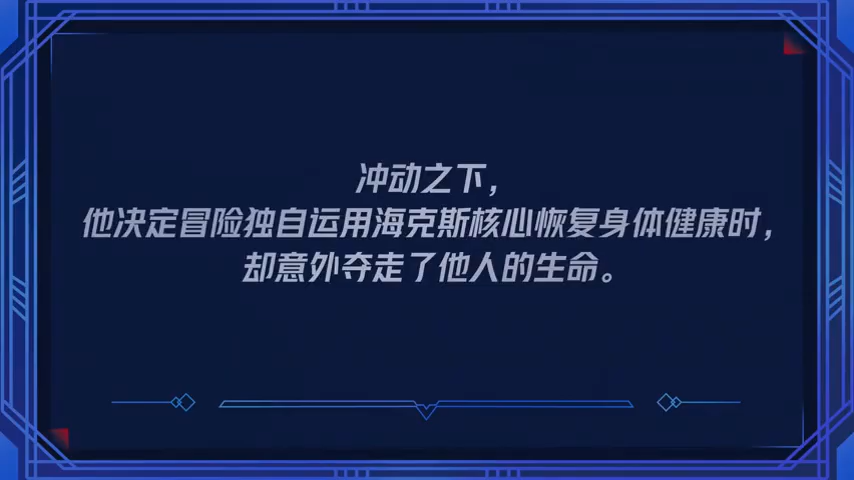 冲动之下，
他决定冒险独自运用海克斯核心恢复身体健康时，
却意外夺走了他人的生命。